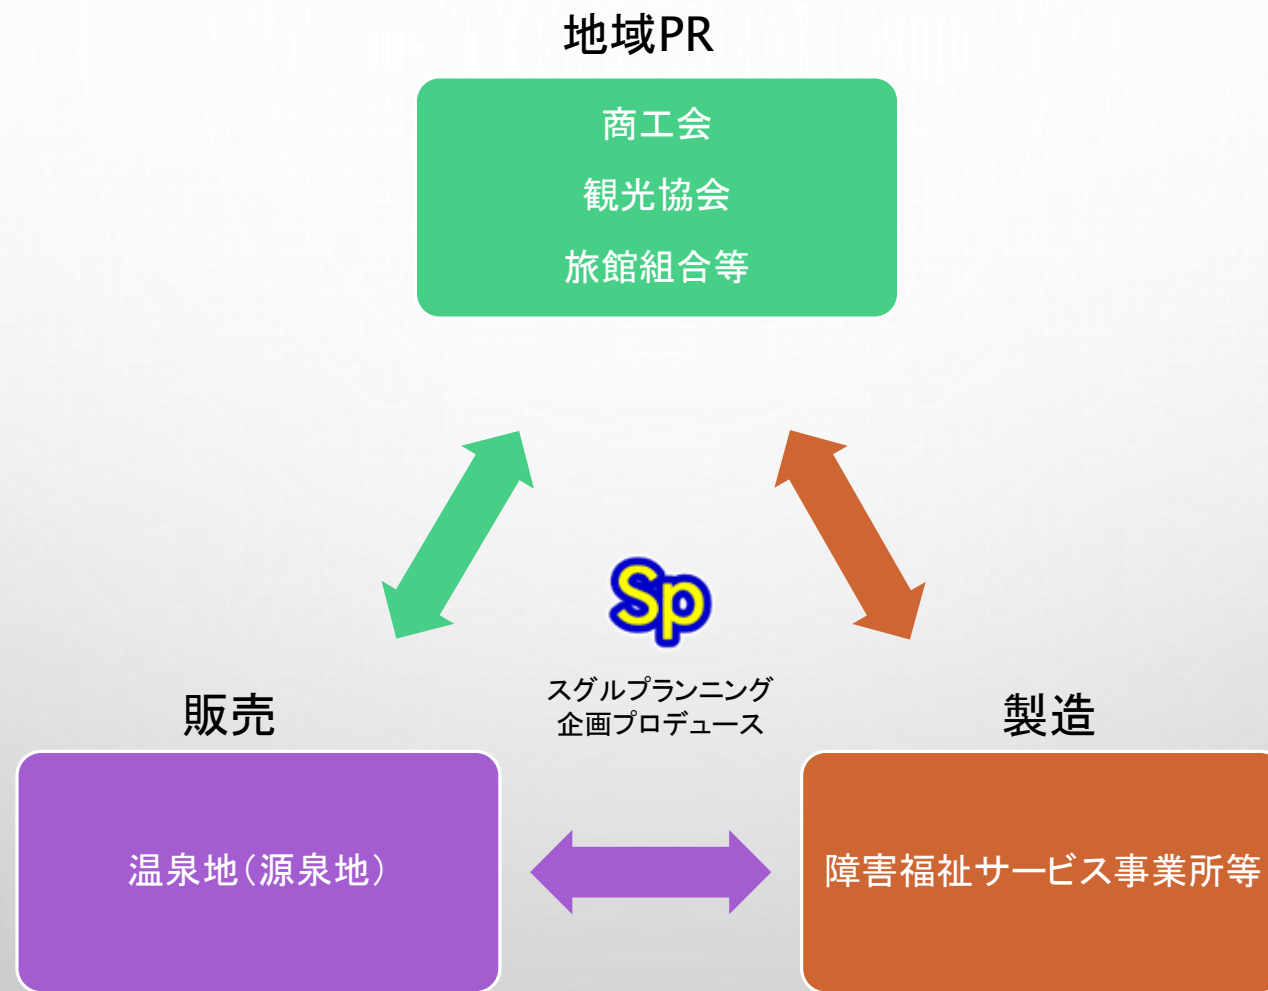 地域PR
商工会
観光協会
旅館組合等
Sp
スグルプランニング
企画プロデュース
販売
製造
温泉地(源泉地)
障害福祉サービス事業所等